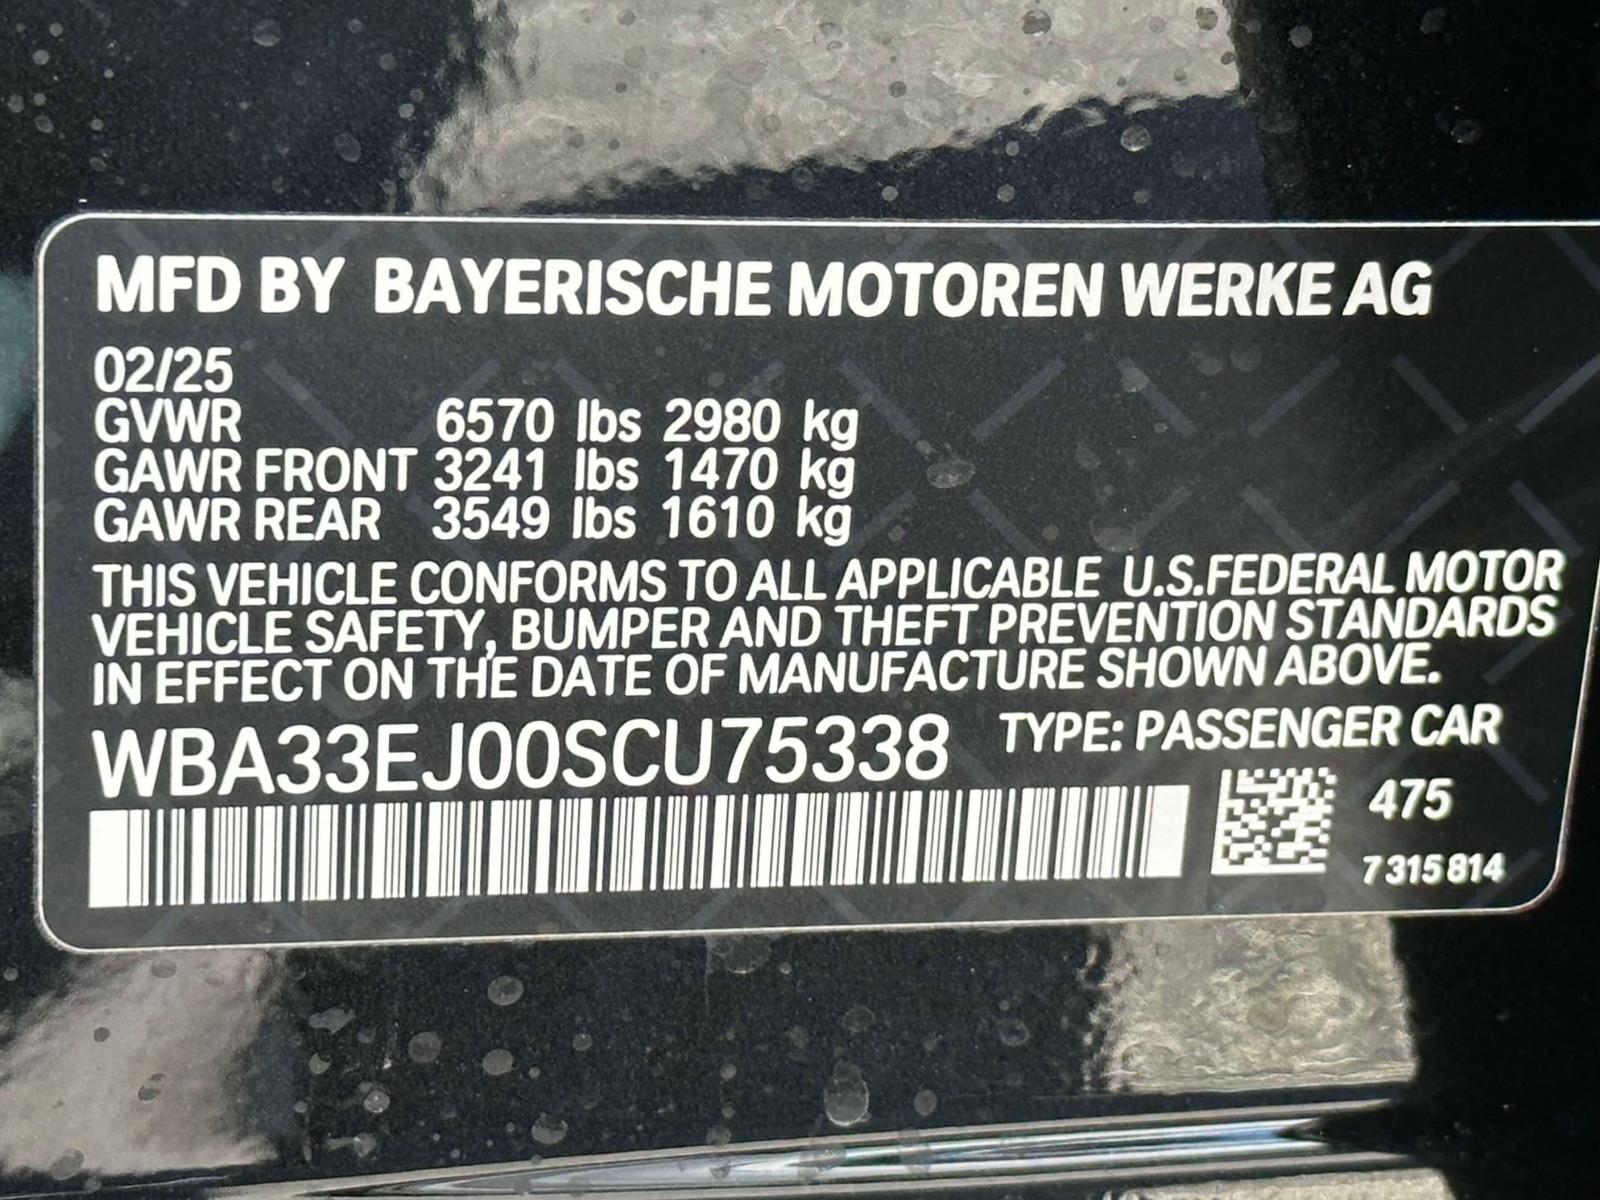 MFD BY BAYERISCHE MOTOREN WERKE AG
02/25
GVWR 6570 lbs 2980 kg
GAWR FRONT 3241 lbs 1470 kg
GAWR REAR 3549 lbs 1610 kg
THIS VEHICLE CONFORMS TO ALL APPLICABLE U.S.FEDERAL MOTOR
VEHICLE SAFETY, BUMPER AND THEFT PREVENTION STANDARDS
IN EFFECT ON THE DATE OF MANUFACTURE SHOWN ABOVE.
WBA33EJ00SCU75338 TYPE: PASSENGER CAR
475
7315814